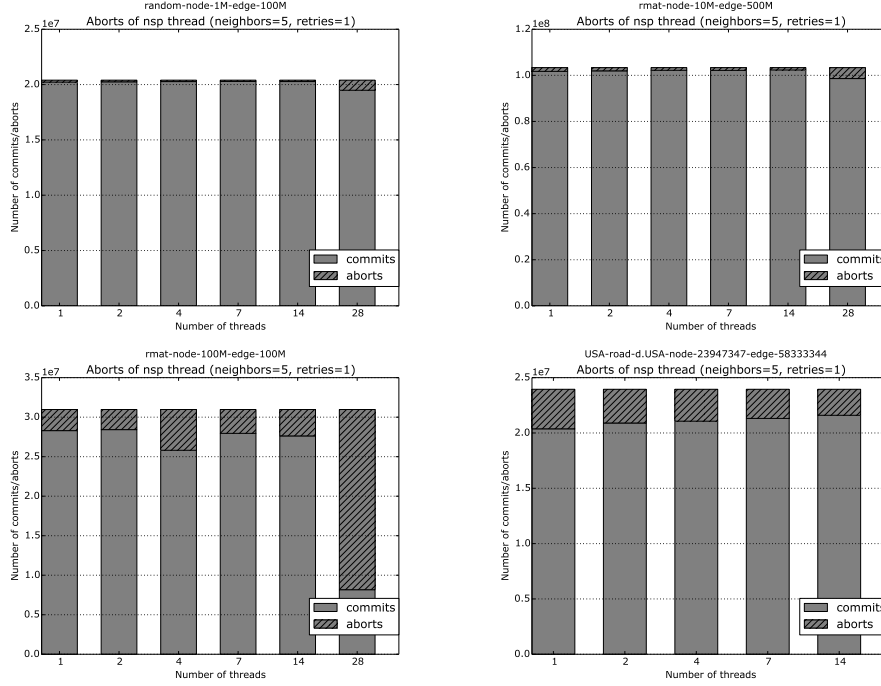 random-node-1M-edge-100M
Aborts of nsp thread (neighbors=5, retries=1)
1e7
2.5
2.0
1.5
1.0
0.5
0.0
Number of commits/aborts
commits
aborts
1 2 4 7 14 28
Number of threads
rmat-node-10M-edge-500M
Aborts of nsp thread (neighbors=5, retries=1)
1e8
1.2
1.0
0.8
0.6
0.4
0.2
0.0
Number of commits/aborts
commits
aborts
1 2 4 7 14 28
Number of threads
rmat-node-100M-edge-100M
Aborts of nsp thread (neighbors=5, retries=1)
1e7
3.5
3.0
2.5
2.0
1.5
1.0
0.5
0.0
Number of commits/aborts
commits
aborts
1 2 4 7 14 28
Number of threads
USA-road-d.USA-node-23947347-edge-58333344
Aborts of nsp thread (neighbors=5, retries=1)
1e7
2.5
2.0
1.5
1.0
0.5
0.0
Number of commits/aborts
commits
aborts
1 2 4 7 14
Number of threads